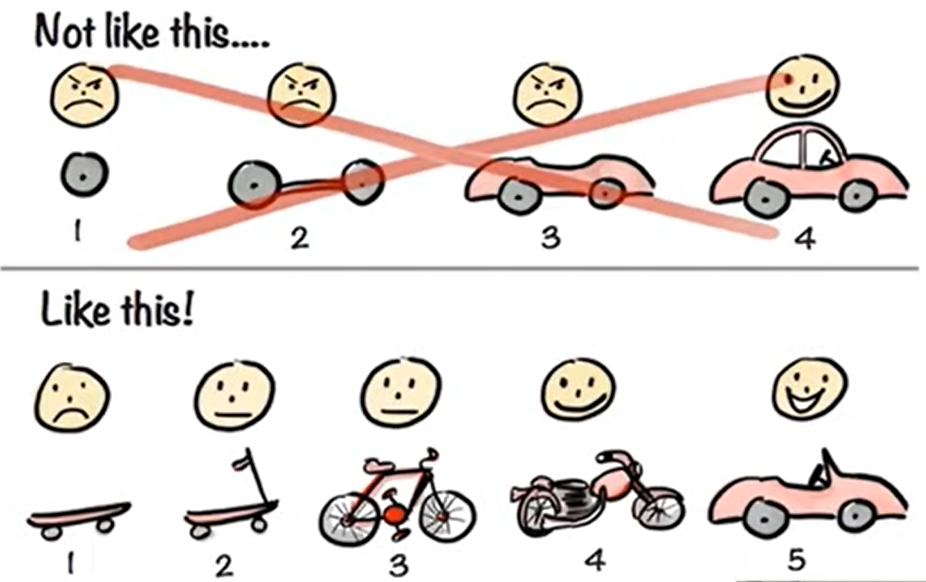 Not like this....
1 2 3 4
Like this!
1 2 3 4 5